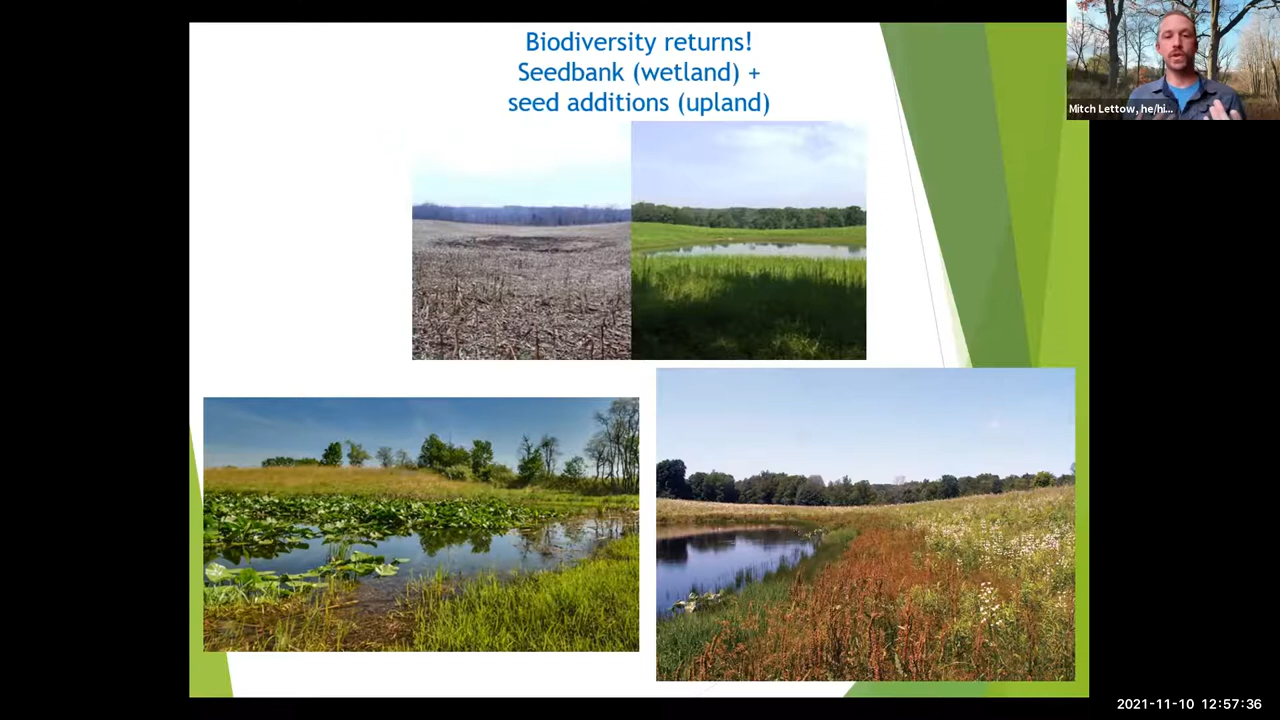 Biodiversity returns!
Seedbank (wetland) +
seed additions (upland)
Mitch Lettow, he/hi...
2021-11-10 12:57:36